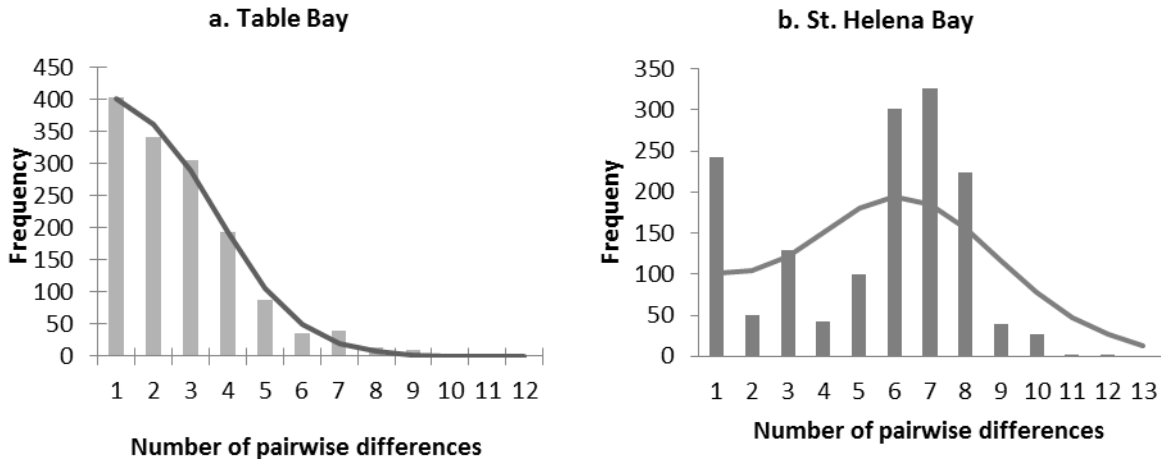 a. Table Bay
Frequency
450
400
350
300
250
200
150
100
50
0
1 2 3 4 5 6 7 8 9 10 11 12
Number of pairwise differences
b. St. Helena Bay
Frequeny
350
300
250
200
150
100
50
0
1 2 3 4 5 6 7 8 9 10 11 12 13
Number of pairwise differences